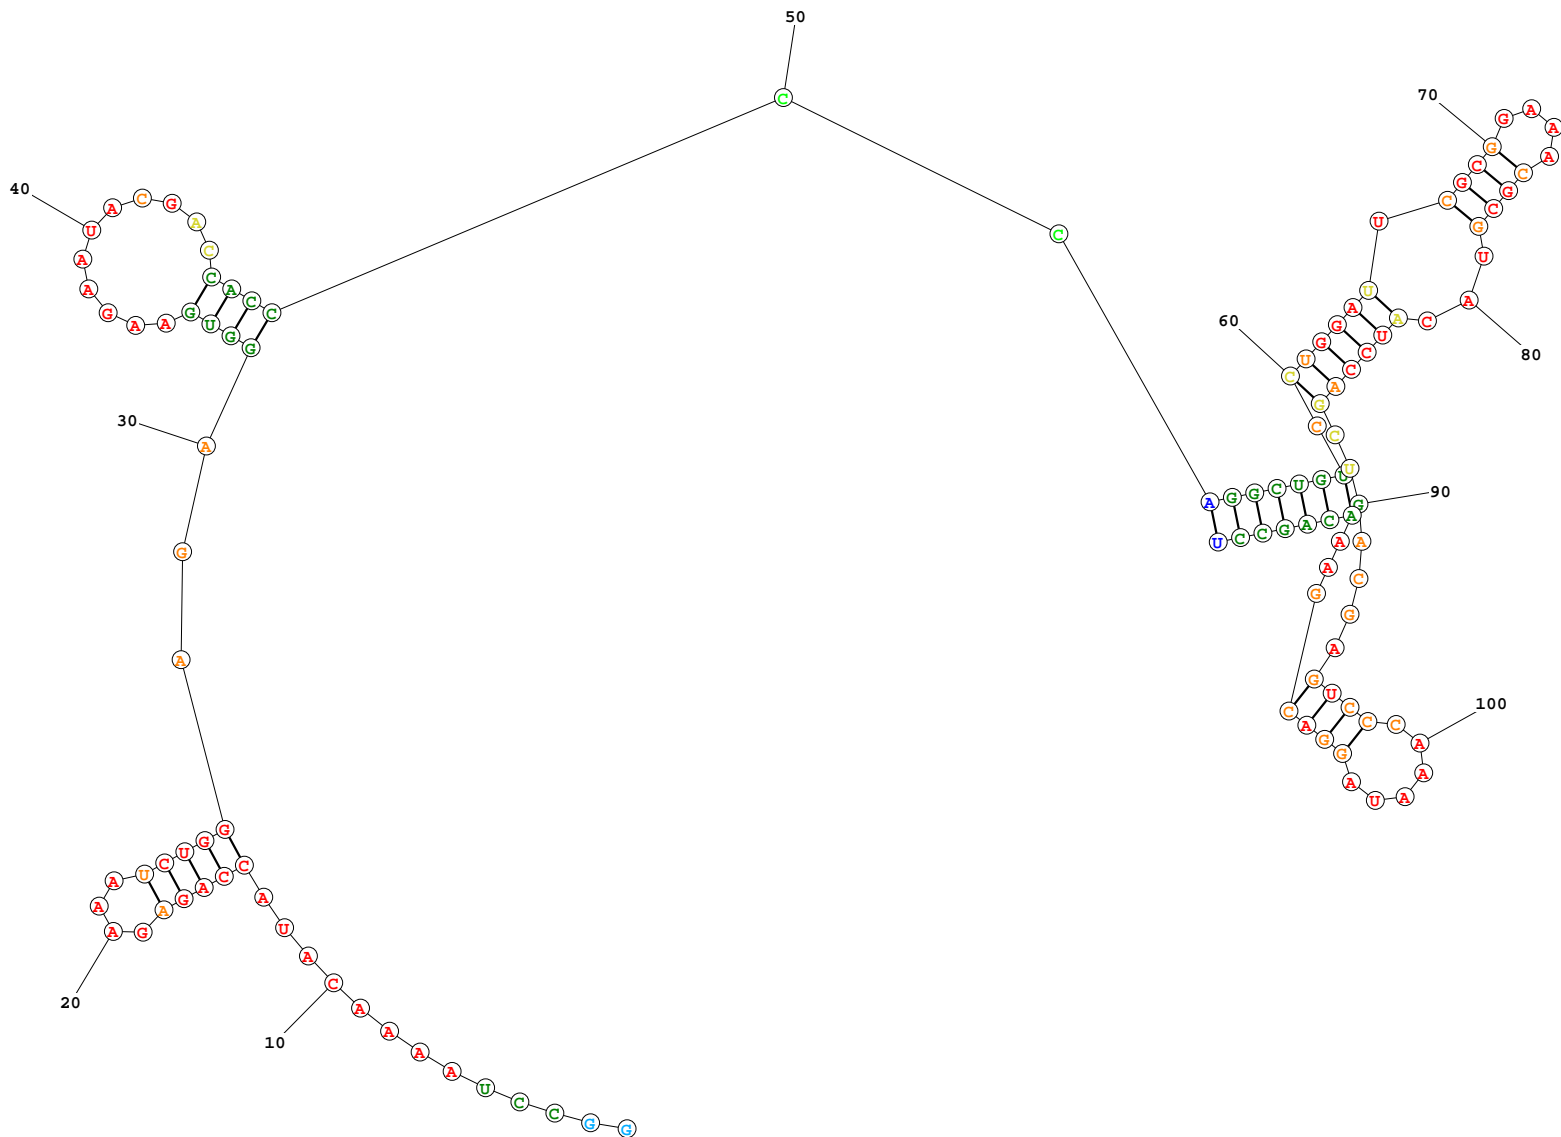 G G C C U A A A A C
10
A U A C C A G A G A
20
A A U C U G G A G A
30
G G U G A A G A A U
40
A C G A C C A C C C
50
C A G G C U G U C C
60
U G G A U U C G C G
70
G A A A C G C G U A
80
C A U C C A G C U G
90
A C G A G U C C C A
100
A A U A G G A C G A A A C A G C C U